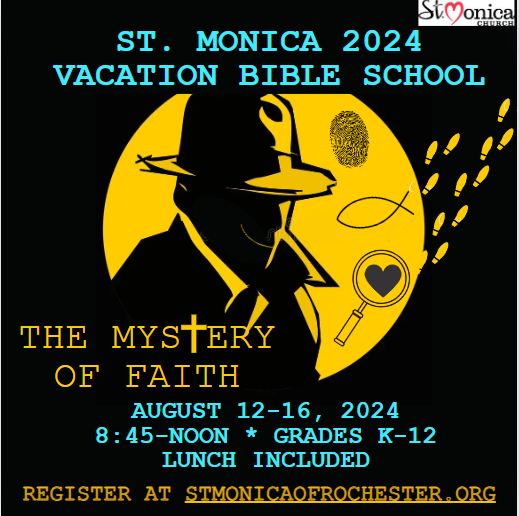 St. Monica
CHURCH
ST. MONICA 2024
VACATION BIBLE SCHOOL
THE MYSTERY
OF FAITH
AUGUST 12-16, 2024
8:45-NOON * GRADES K-12
LUNCH INCLUDED
REGISTER AT STMONICAOFROCHESTER.ORG